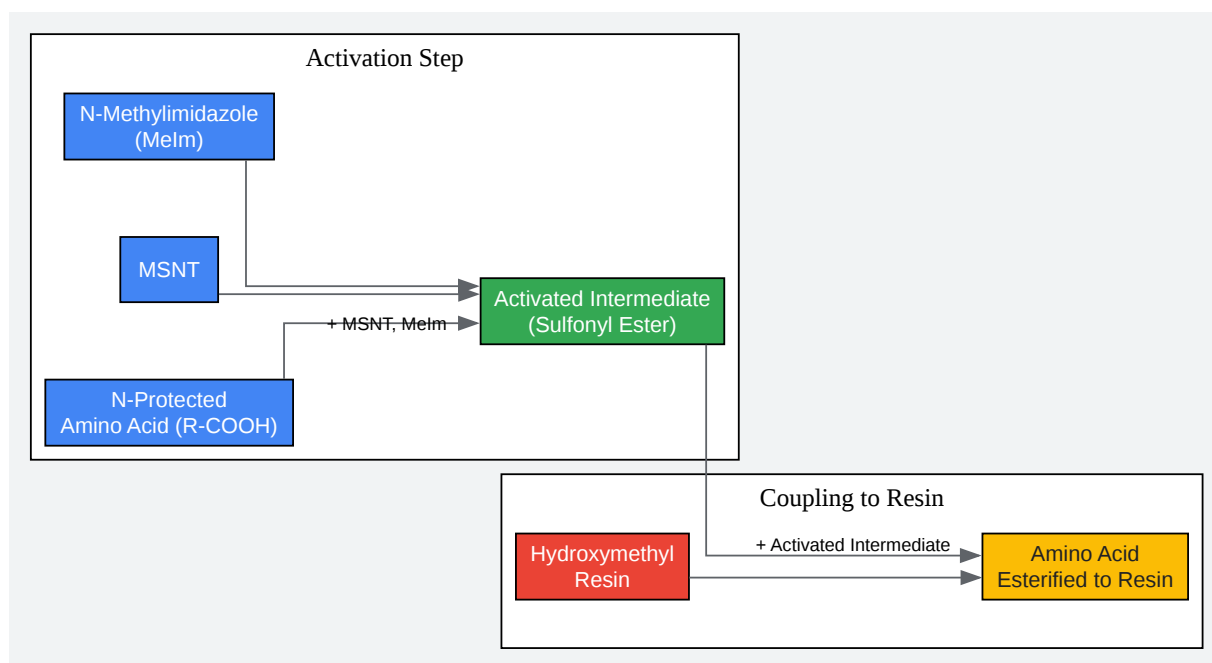 Activation Step
N-Methylimidazole
(MeIm)
MSNT
Activated Intermediate
(Sulfonyl Ester)
+ MSNT, MeIm
N-Protected
Amino Acid (R-COOH)
Coupling to Resin
Hydroxymethyl
Resin
+ Activated Intermediate
Amino Acid
Esterified to Resin